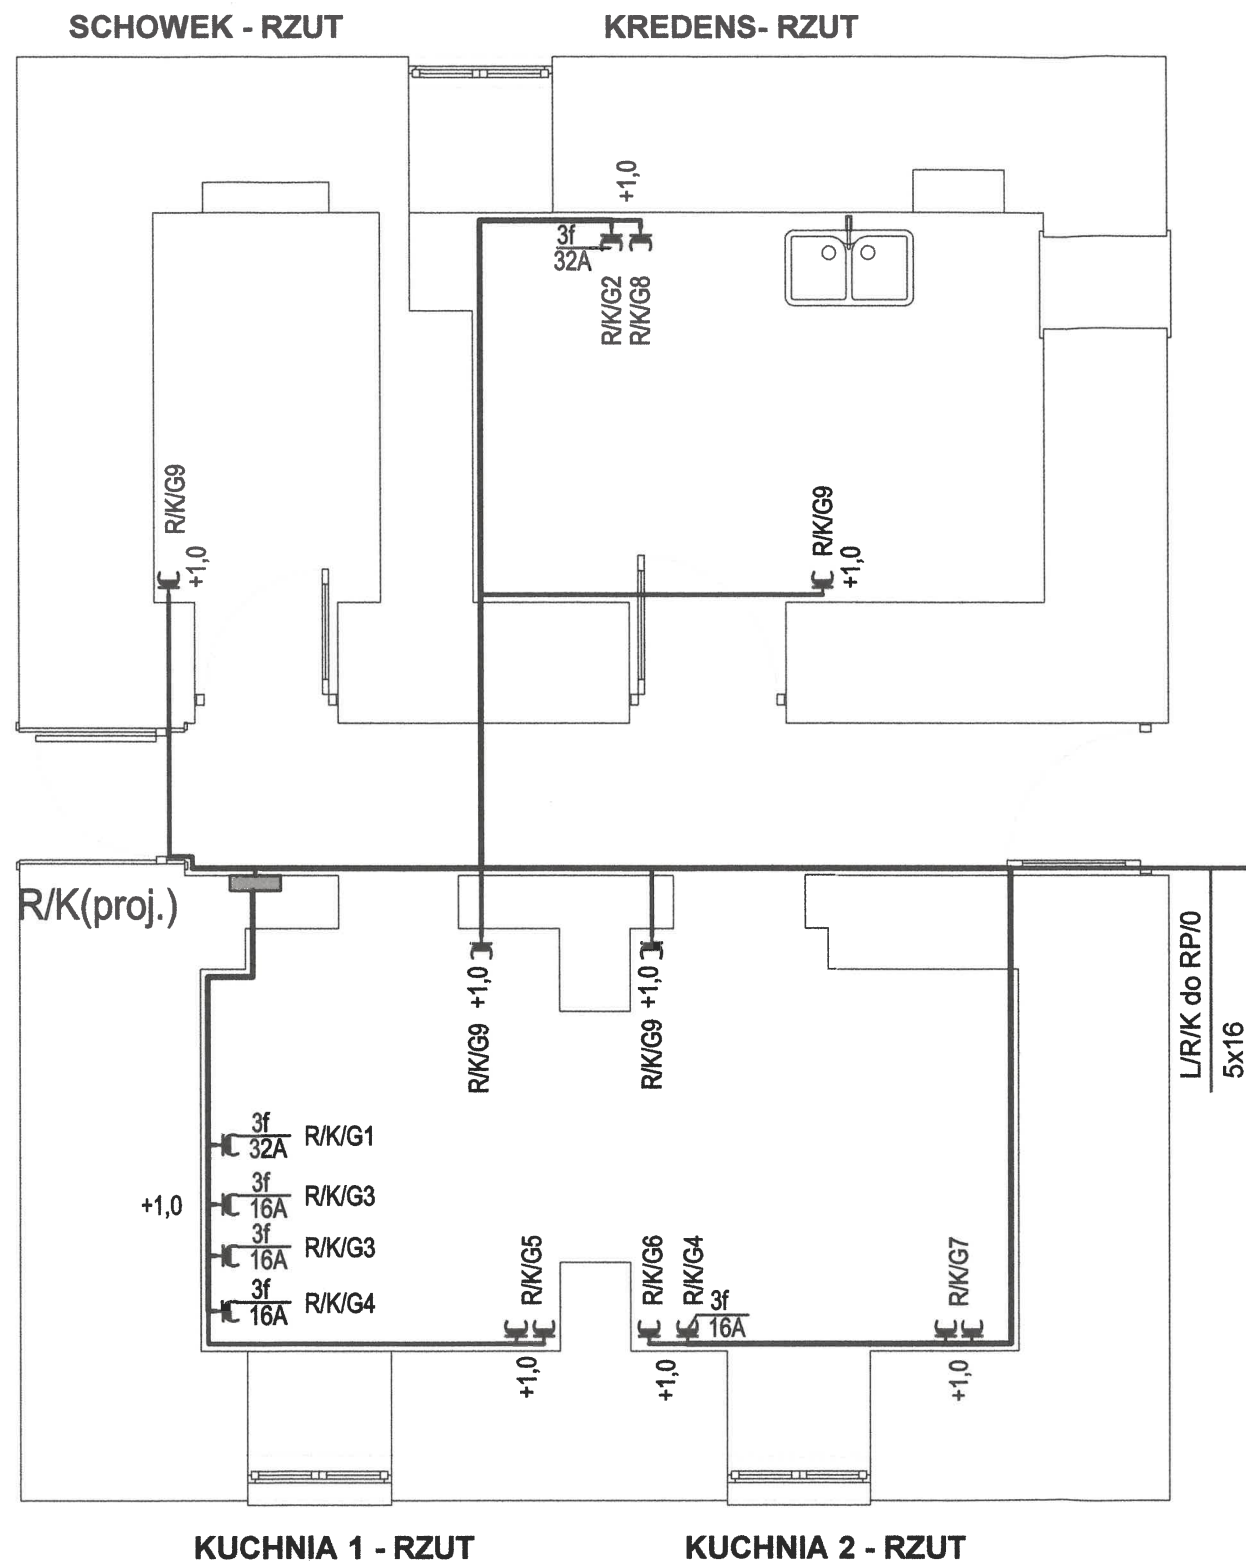 SCHOWEK - RZUT
KREDENS- RZUT
+1,0
3f
32A
R/K/G2
R/K/G8
R/K/G9
+1,0
R/K/G9
+1,0
R/K(proj.)
+1,0
R/K/G9
+1,0
R/K/G9
L/R/K do RP/0
5x16
3f
32A
R/K/G1
+1,0
3f
16A
R/K/G3
3f
16A
R/K/G3
3f
16A
R/K/G4
R/K/G5
+1,0
R/K/G6
R/K/G4
3f
16A
+1,0
R/K/G7
+1,0
KUCHNIA 1 - RZUT
KUCHNIA 2 - RZUT